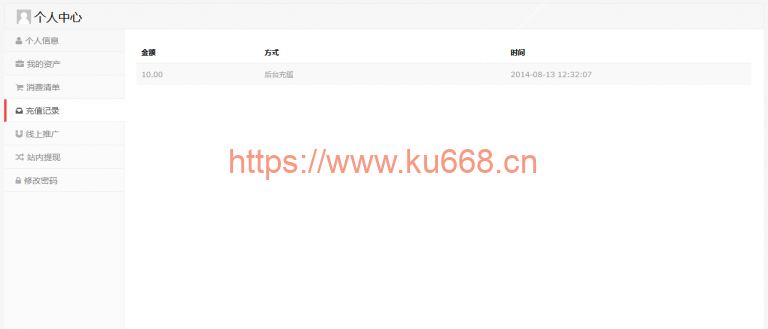 个人中心
个人信息
我的资产
消费清单
充值记录
线上推广
站内提现
修改密码
金额 方式 时间
10.00 后台充值 2014-08-13 12:32:07
https://www.ku668.cn